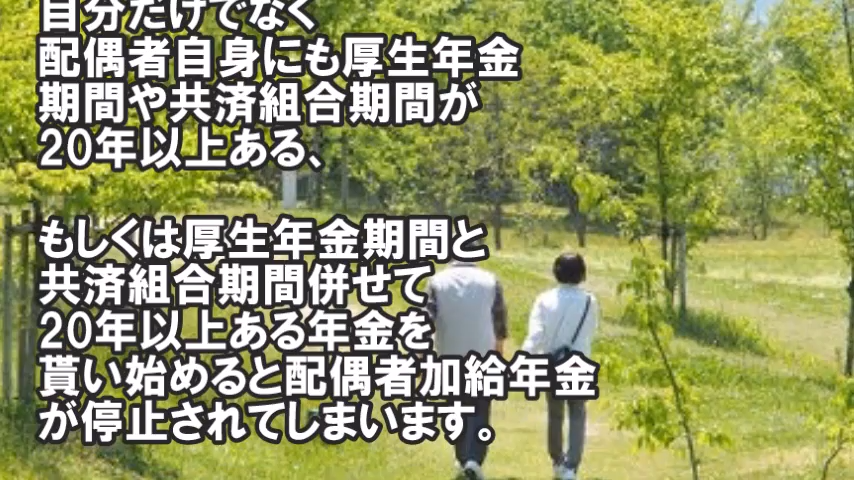 自分だけでなく
配偶者自身にも厚生年金
期間や共済組合期間が
20年以上ある、
もしくは厚生年金期間と
共済組合期間併せて
20年以上ある年金を
貰い始めると配偶者加給年金
が停止されてしまいます。